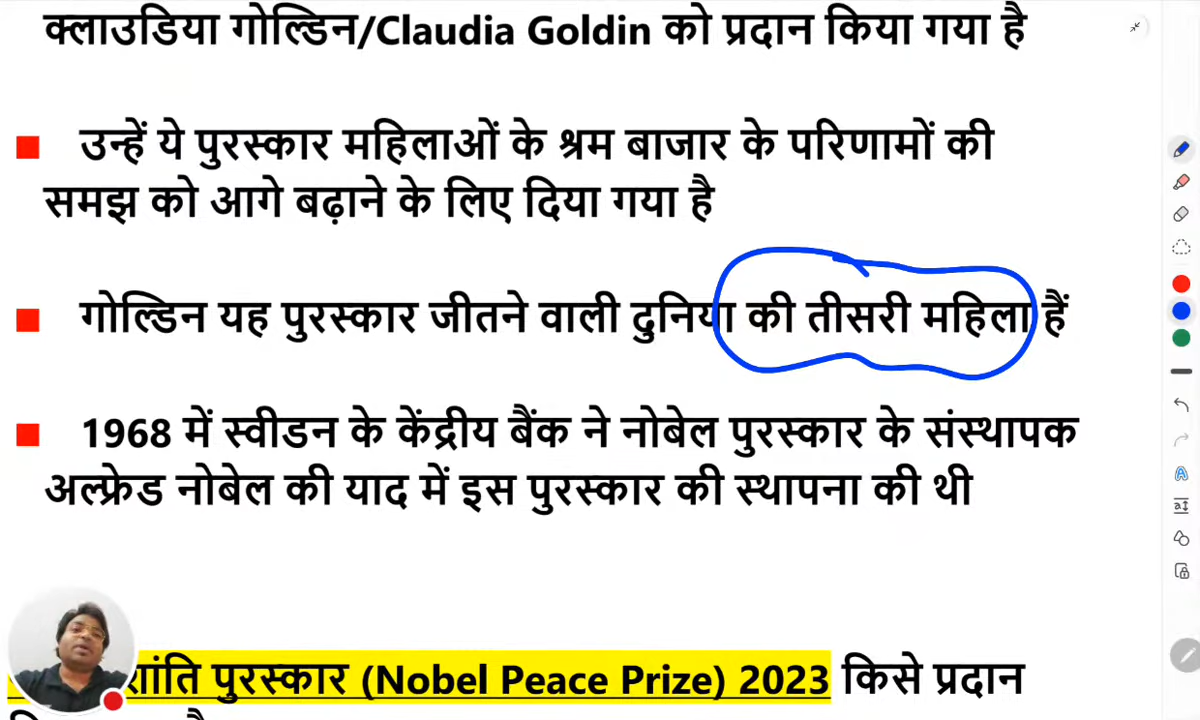 क्लाउडिया गोल्डिन/Claudia Goldin को प्रदान किया गया है
उन्हें ये पुरस्कार महिलाओं के श्रम बाजार के परिणामों की
समझ को आगे बढ़ाने के लिए दिया गया है
गोल्डिन यह पुरस्कार जीतने वाली दुनिया की तीसरी महिला हैं
1968 में स्वीडन के केंद्रीय बैंक ने नोबेल पुरस्कार के संस्थापक
अल्फ्रेड नोबेल की याद में इस पुरस्कार की स्थापना की थी
शांति पुरस्कार (Nobel Peace Prize) 2023 किसे प्रदान